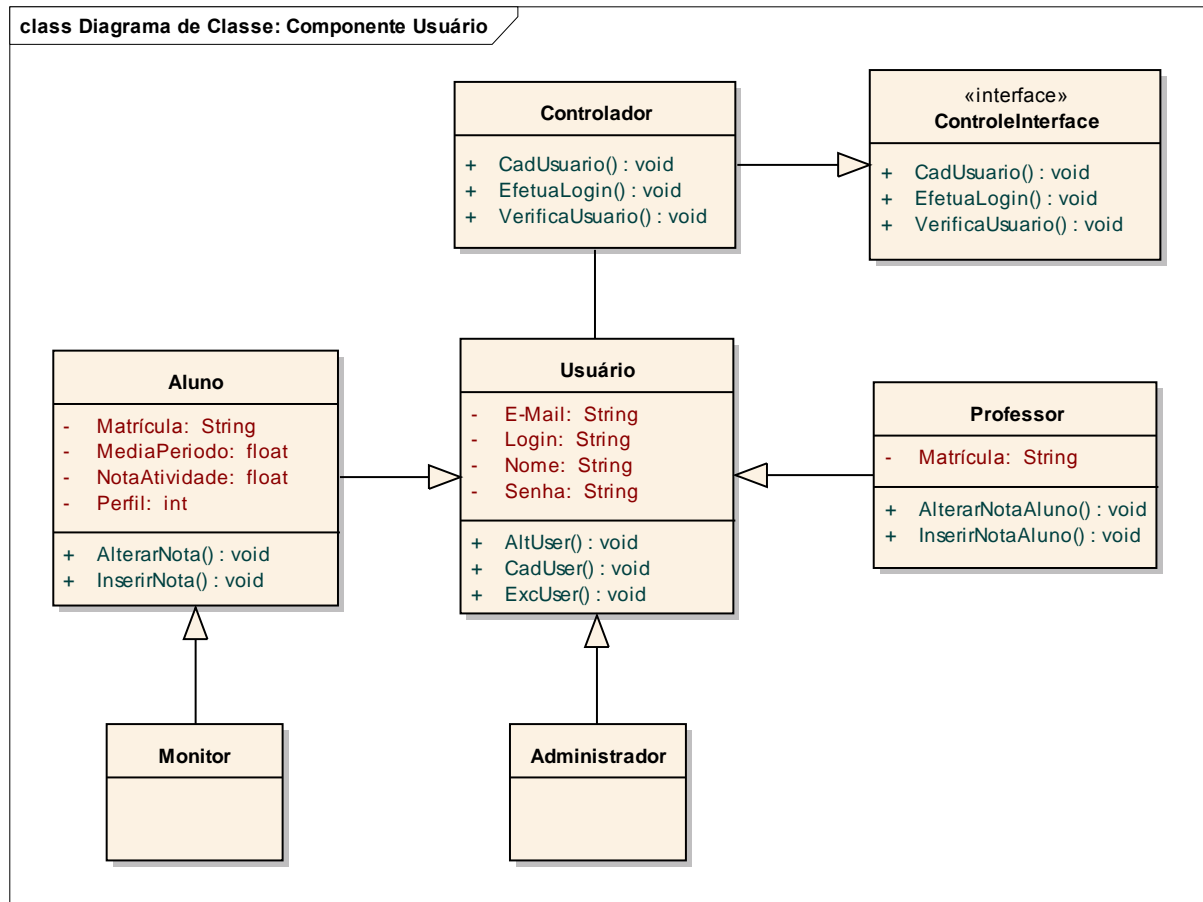 class Diagrama de Classe: Componente Usuário
Controlador
+ CadUsuario() : void
+ EfetuaLogin() : void
+ VerificaUsuario() : void
«interface»
ControleInterface
+ CadUsuario() : void
+ EfetuaLogin() : void
+ VerificaUsuario() : void
Aluno
- Matrícula: String
- MediaPeriodo: float
- NotaAtividade: float
- Perfil: int
+ AlterarNota() : void
+ InserirNota() : void
Usuário
- E-Mail: String
- Login: String
- Nome: String
- Senha: String
+ AltUser() : void
+ CadUser() : void
+ ExcUser() : void
Professor
- Matrícula: String
+ AlterarNotaAluno() : void
+ InserirNotaAluno() : void
Monitor
Administrador